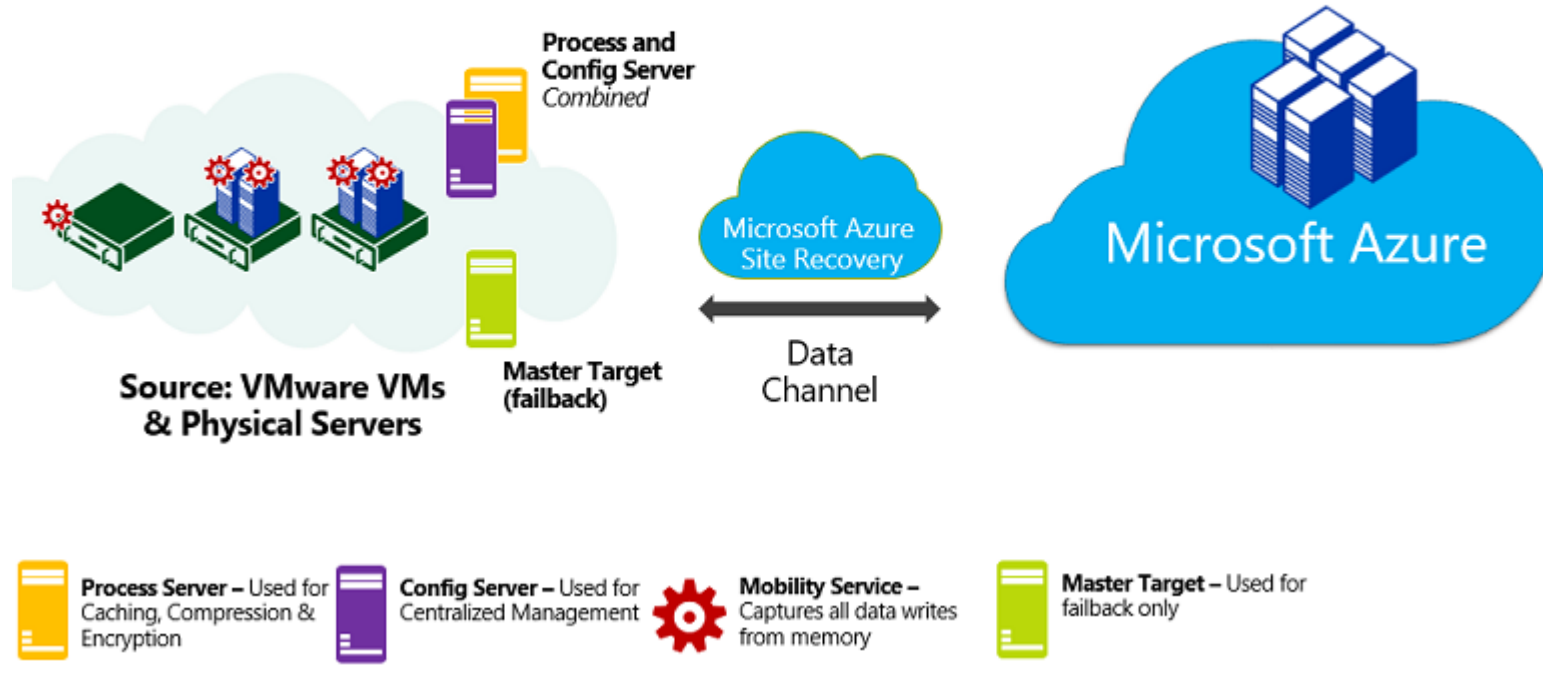 Process and
Config Server
Combined
Microsoft Azure
Site Recovery
Microsoft Azure
Data
Channel
Master Target
(failback)
Source: VMware VMs
& Physical Servers
Process Server – Used for
Caching, Compression &
Encryption
Config Server – Used for
Centralized Management
Mobility Service –
Captures all data writes
from memory
Master Target – Used for
failback only